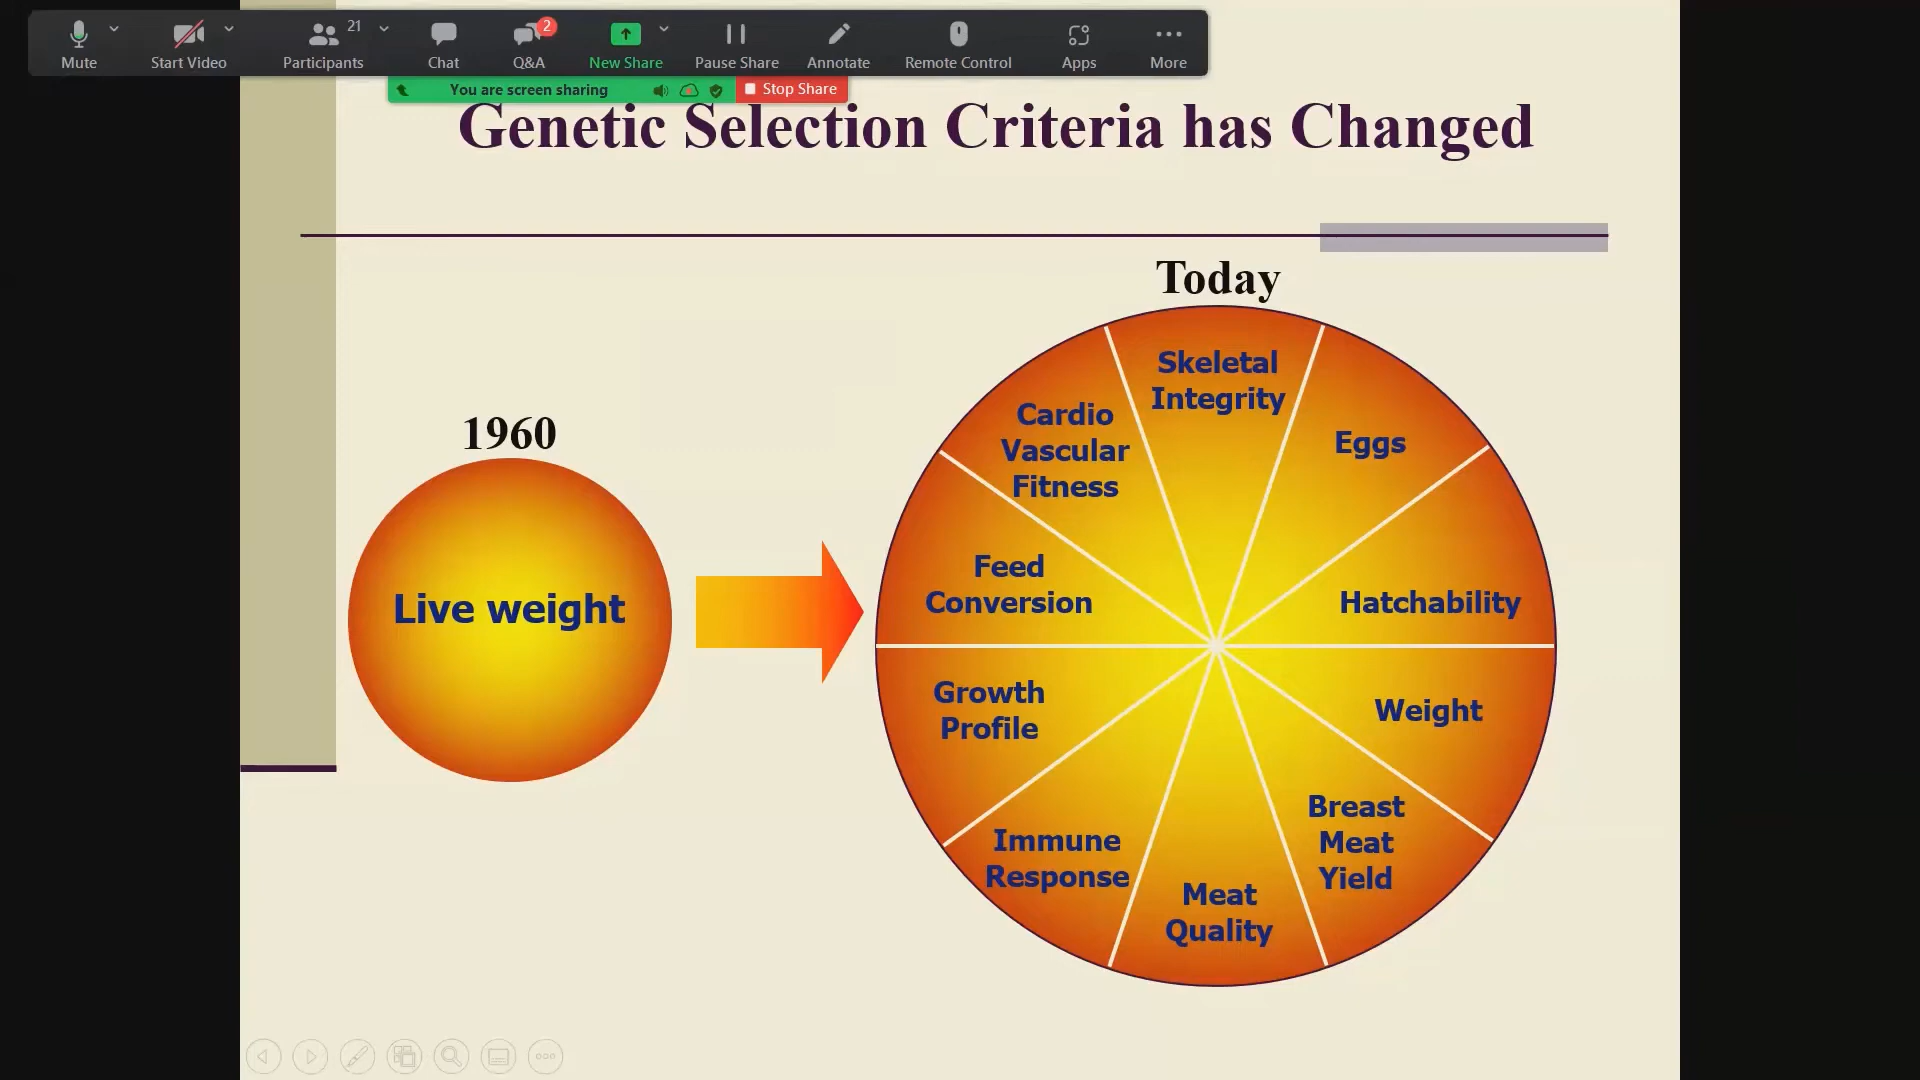 Mute
Start Video
Participants
21
Chat
Q&A
2
New Share
Pause Share
Annotate
Remote Control
Apps
More
You are screen sharing
Stop Share
Genetic Selection Criteria has Changed
1960
Live weight
Today
Skeletal
Integrity
Eggs
Hatchability
Weight
Breast
Meat
Yield
Meat
Quality
Immune
Response
Growth
Profile
Feed
Conversion
Cardio
Vascular
Fitness